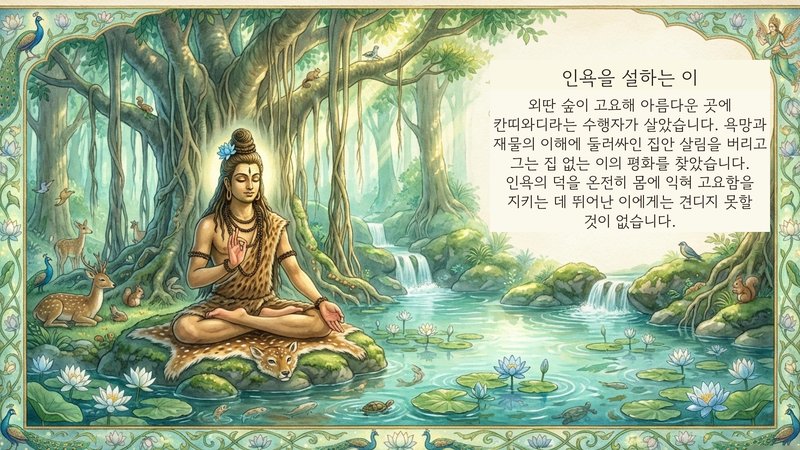 인욕을 설하는 이
외딴 숲이 고요해 아름다운 곳에
칸띠와디라는 수행자가 살았습니다. 욕망과
재물의 이해에 둘러싸인 집안 살림을 버리고
그는 집 없는 이의 평화를 찾았습니다.
인욕의 덕을 온전히 몸에 익혀 고요함을
지키는 데 뛰어난 이에게는 견디지 못할
것이 없습니다.